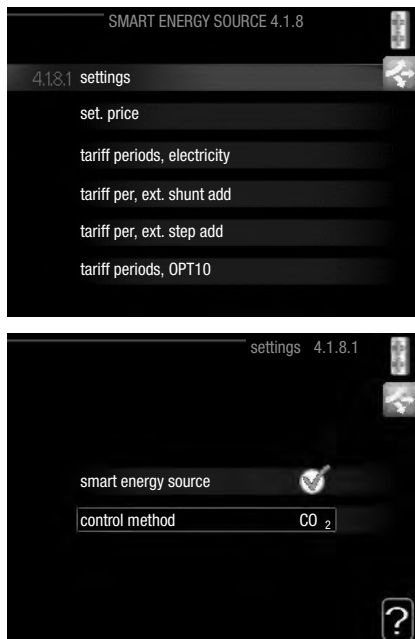 SMART ENERGY SOURCE 4.1.8
4.1.8.1 settings
set. price
tariff periods, electricity
tariff per, ext. shunt add
tariff per, ext. step add
tariff periods, OPT10
settings 4.1.8.1
smart energy source
control method CO 2
?